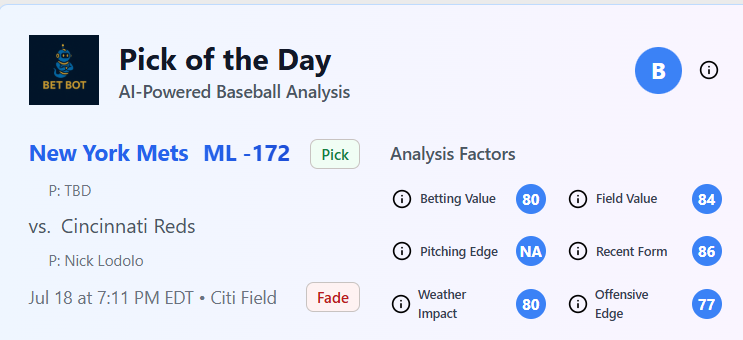 BET BOT
Pick of the Day
AI-Powered Baseball Analysis
B
New York Mets ML -172 Pick
P: TBD
vs. Cincinnati Reds
P: Nick Lodolo
Jul 18 at 7:11 PM EDT • Citi Field Fade
Analysis Factors
Betting Value 80
Field Value 84
Pitching Edge NA
Recent Form 86
Weather
Impact
80
Offensive
Edge
77